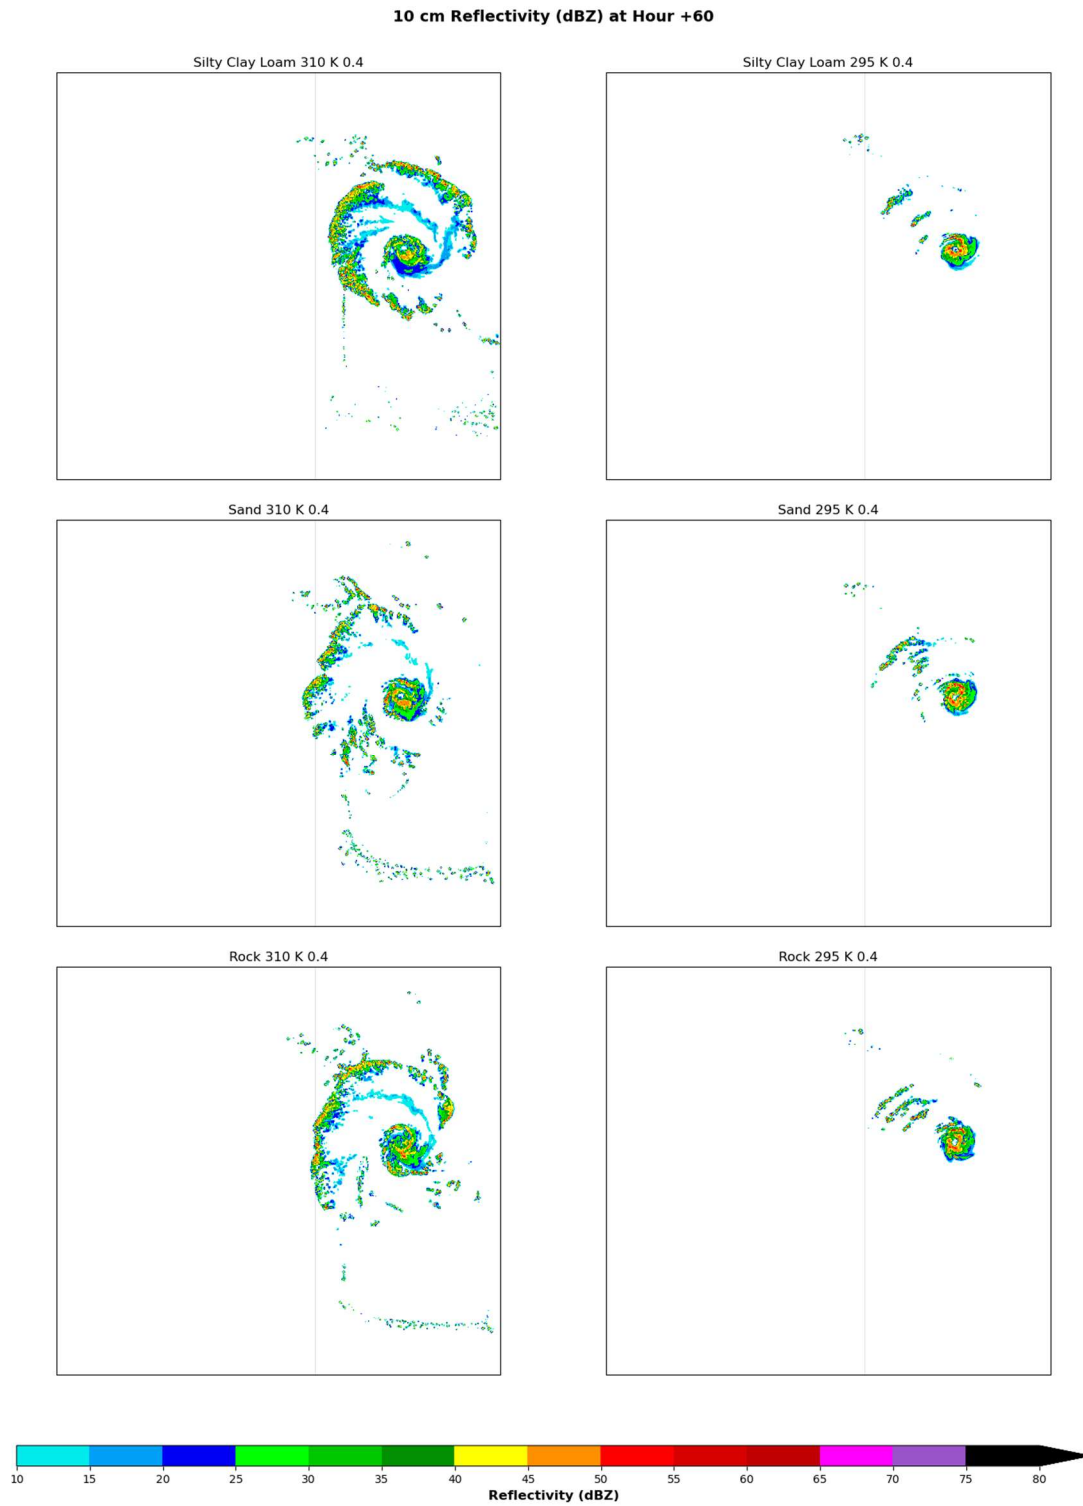 10 cm Reflectivity (dBZ) at Hour +60
Silty Clay Loam 310 K 0.4
Silty Clay Loam 295 K 0.4
Sand 310 K 0.4
Sand 295 K 0.4
Rock 310 K 0.4
Rock 295 K 0.4
10 15 20 25 30 35 40 45 50 55 60 65 70 75 80
Reflectivity (dBZ)